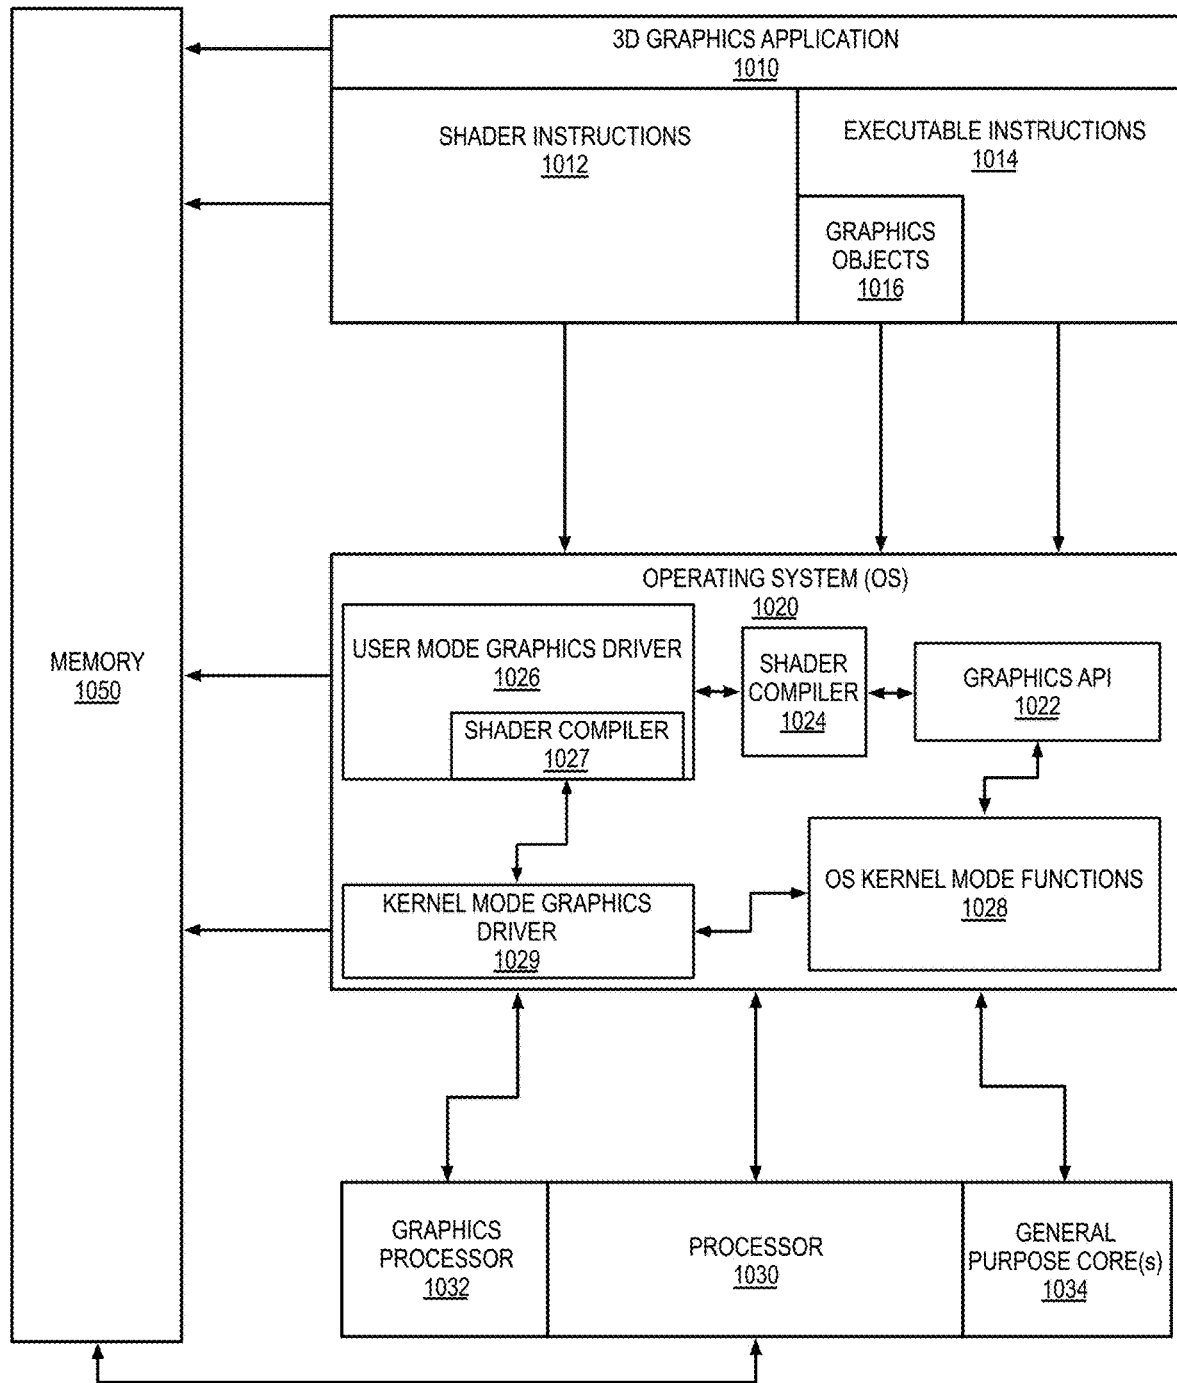 3D GRAPHICS APPLICATION
1010
SHADER INSTRUCTIONS
1012
EXECUTABLE INSTRUCTIONS
1014
GRAPHICS
OBJECTS
1016
MEMORY
1050
OPERATING SYSTEM (OS)
1020
USER MODE GRAPHICS DRIVER
1026
SHADER COMPILER
1027
SHADER
COMPILER
1024
GRAPHICS API
1022
KERNEL MODE GRAPHICS
DRIVER
1029
OS KERNEL MODE FUNCTIONS
1028
GRAPHICS
PROCESSOR
1032
PROCESSOR
1030
GENERAL
PURPOSE CORE(s)
1034